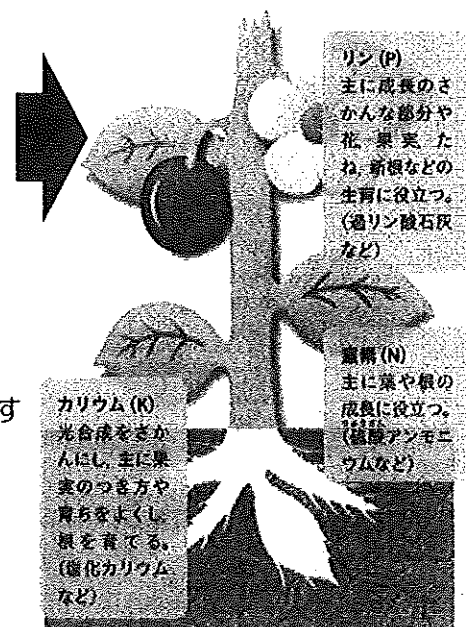 リン(P)
主に成長のさ
かんな部分や
花,果実,た
ね,新根などの
生育に役立つ。
(過リン酸石灰
など)
窒素(N)
主に葉や根の
成長に役立つ。
(硫酸アンモニ
ウムなど)
す
カリウム(K)
光合成をさか
んにし,主に果
実のつき方や
育ちをよくし,
根を育てる。
(塩化カリウム
など)